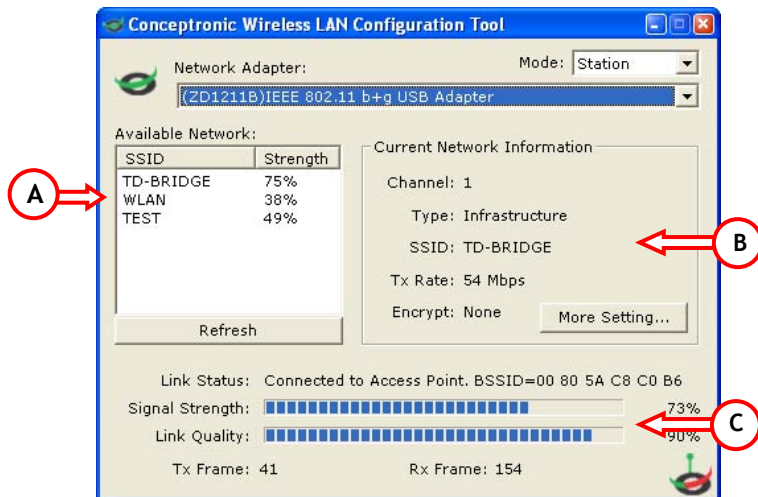 Conceptronic Wireless LAN Configuration Tool
Network Adapter:
Mode: Station
(ZD1211B)IEEE 802.11 b+g USB Adapter
Available Network:
SSID Strength
TD-BRIDGE 75%
WLAN 38%
TEST 49%
Refresh
A
Current Network Information
Channel: 1
Type: Infrastructure
SSID: TD-BRIDGE
Tx Rate: 54 Mbps
Encrypt: None
More Setting...
B
Link Status: Connected to Access Point. BSSID=00 80 5A C8 C0 B6
Signal Strength: 73%
Link Quality: 90%
C
Tx Frame: 41 Rx Frame: 154